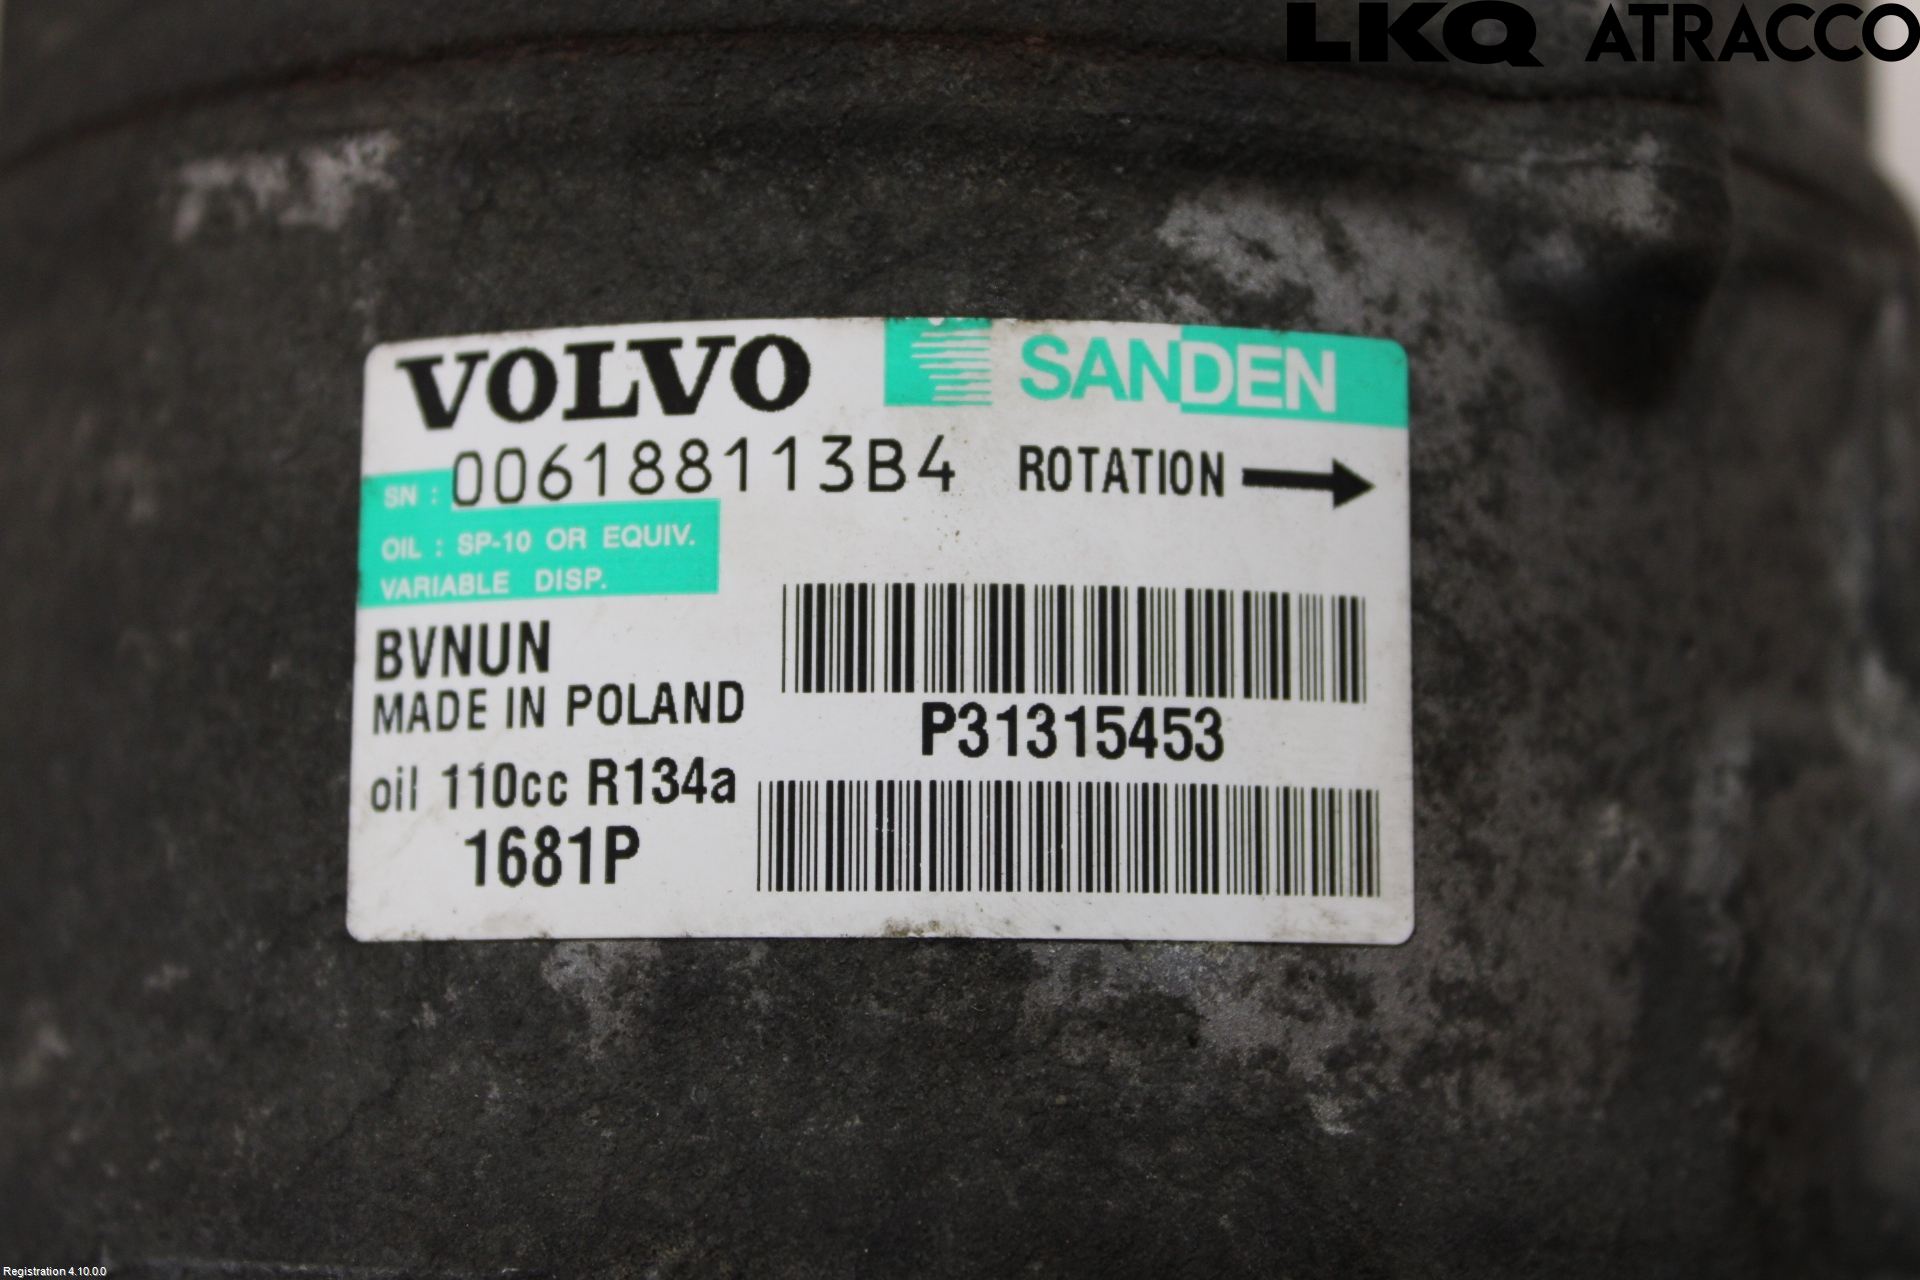 LKQ ATRACCO
VOLVO SANDEN
SN : 006188113B4 ROTATION
OIL : SP-10 OR EQUIV.
VARIABLE DISP.
BVNUN
MADE IN POLAND
P31315453
oil 110cc R134a
1681P
Registration 4.10.0.0